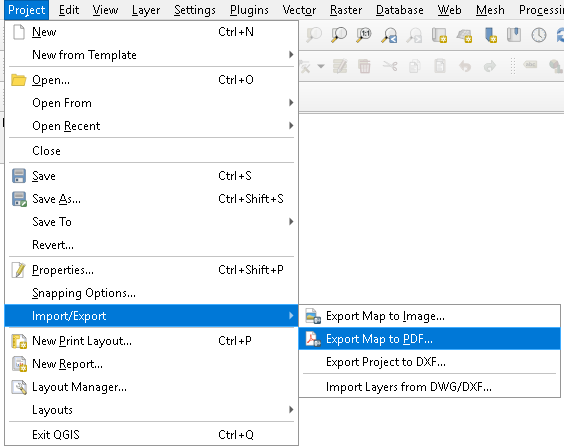 Project Edit View Layer Settings Plugins Vector Raster Database Web Mesh
New Ctrl+N
New from Template
Open... Ctrl+O
Open From
Open Recent
Close
Save Ctrl+S
Save As... Ctrl+Shift+S
Save To
Revert...
Properties... Ctrl+Shift+P
Snapping Options...
Import/Export
Export Map to Image...
New Print Layout... Ctrl+P
Export Map to PDF...
New Report...
Export Project to DXF...
Layout Manager...
Import Layers from DWG/DXF...
Layouts
Exit QGIS Ctrl+Q